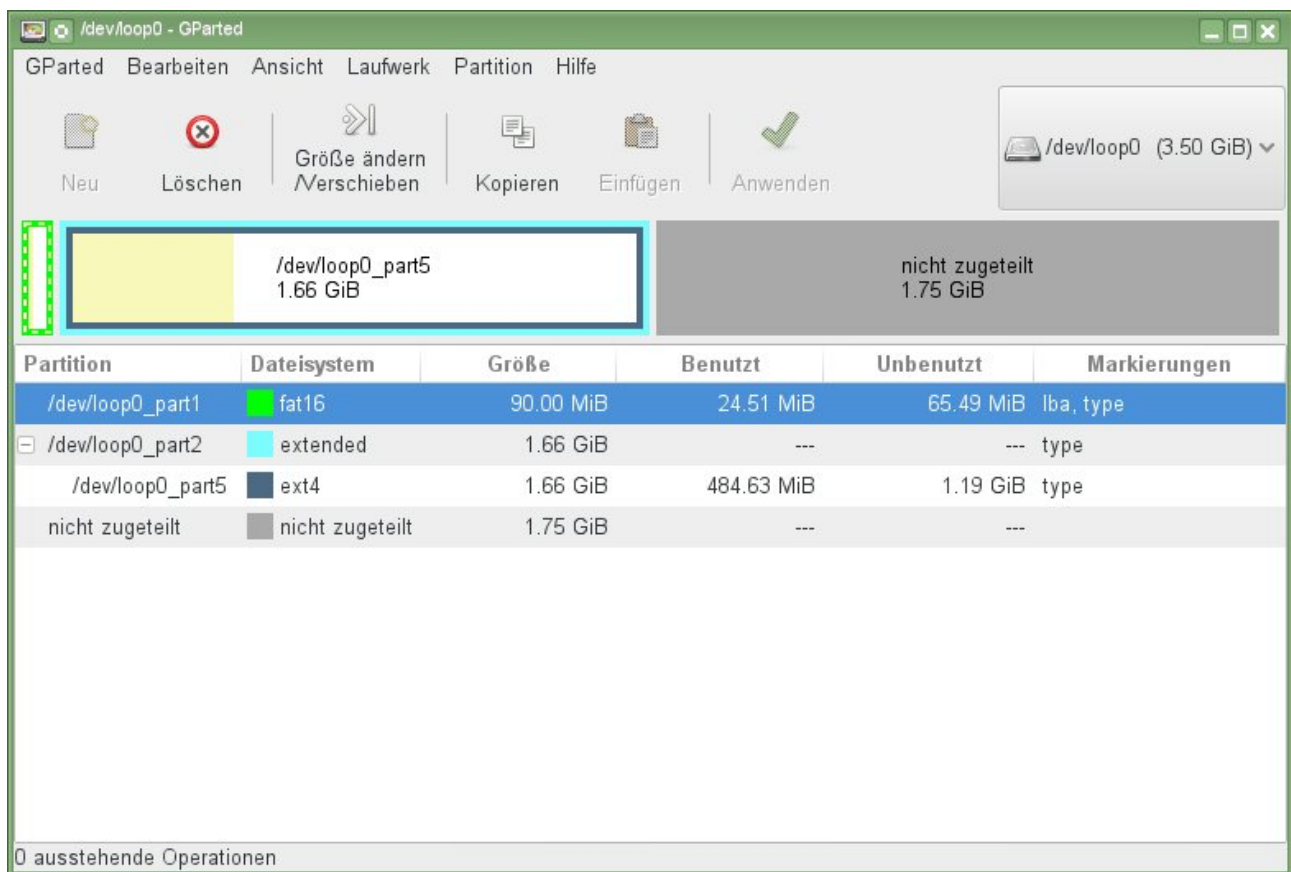 /dev/loop0 - GParted
GParted Bearbeiten Ansicht Laufwerk Partition Hilfe
Neu
Löschen
Größe ändern
/Verschieben
Kopieren
Einfügen
Anwenden
/dev/loop0 (3.50 GiB)
/dev/loop0_part5
1.66 GiB
nicht zugeteilt
1.75 GiB
Partition Dateisystem Größe Benutzt Unbenutzt Markierungen
/dev/loop0_part1 fat16 90.00 MiB 24.51 MiB 65.49 MiB lba, type
/dev/loop0_part2 extended 1.66 GiB --- --- type
/dev/loop0_part5 ext4 1.66 GiB 484.63 MiB 1.19 GiB type
nicht zugeteilt nicht zugeteilt 1.75 GiB --- ---
0 ausstehende Operationen